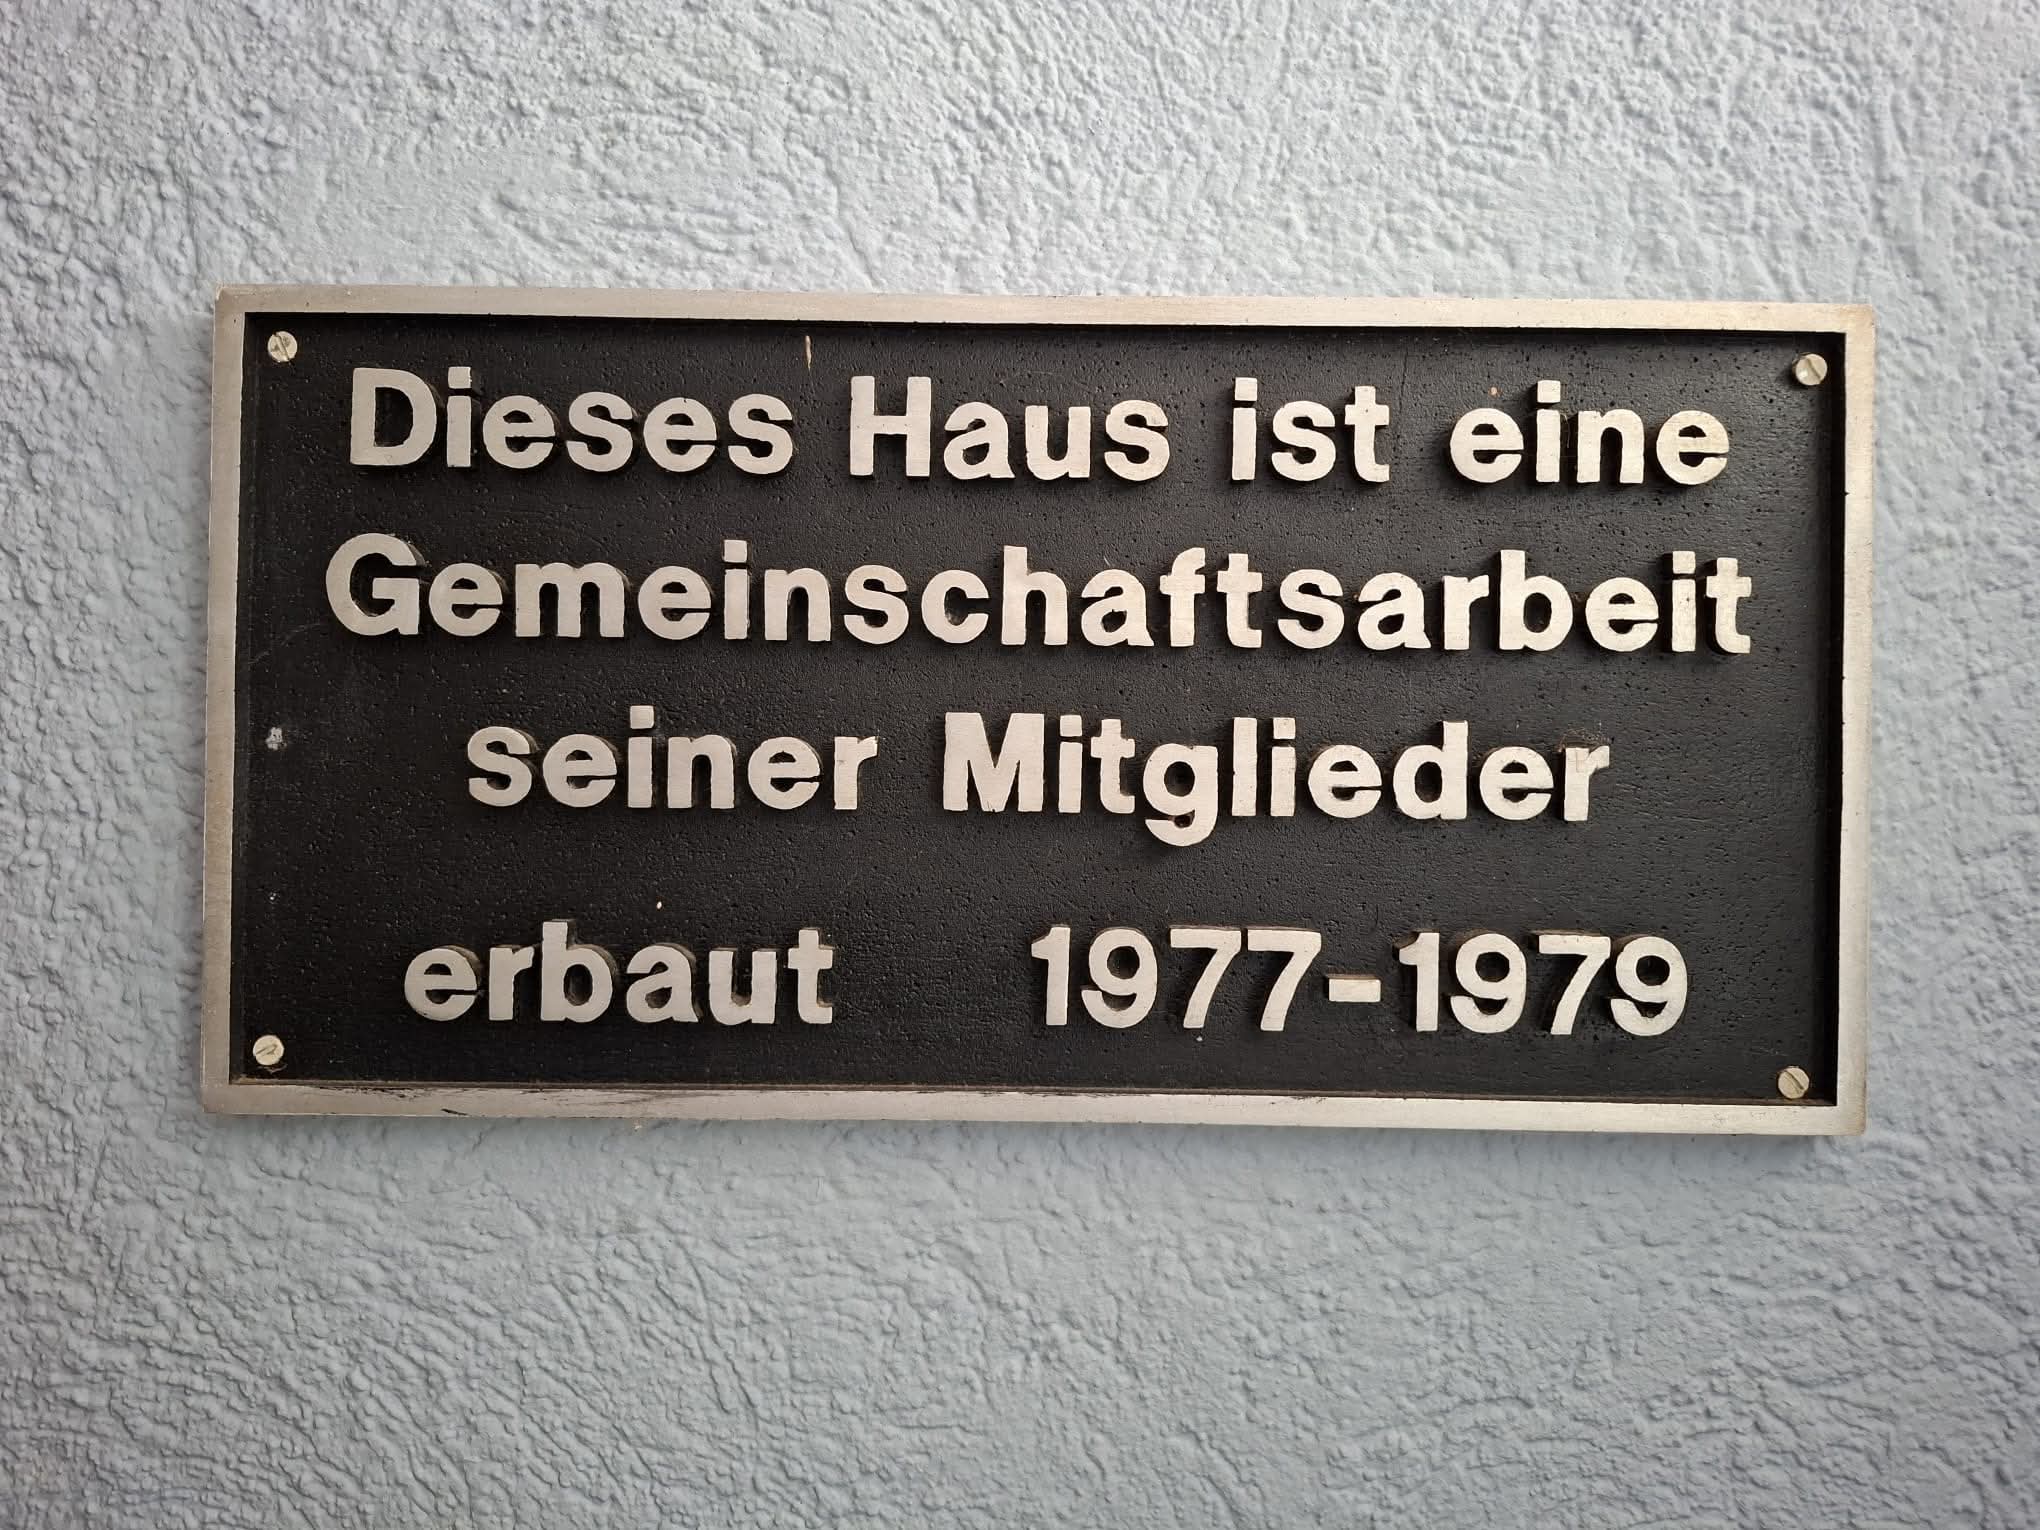 Dieses Haus ist eine
Gemeinschaftsarbeit
seiner Mitglieder
erbaut 1977-1979